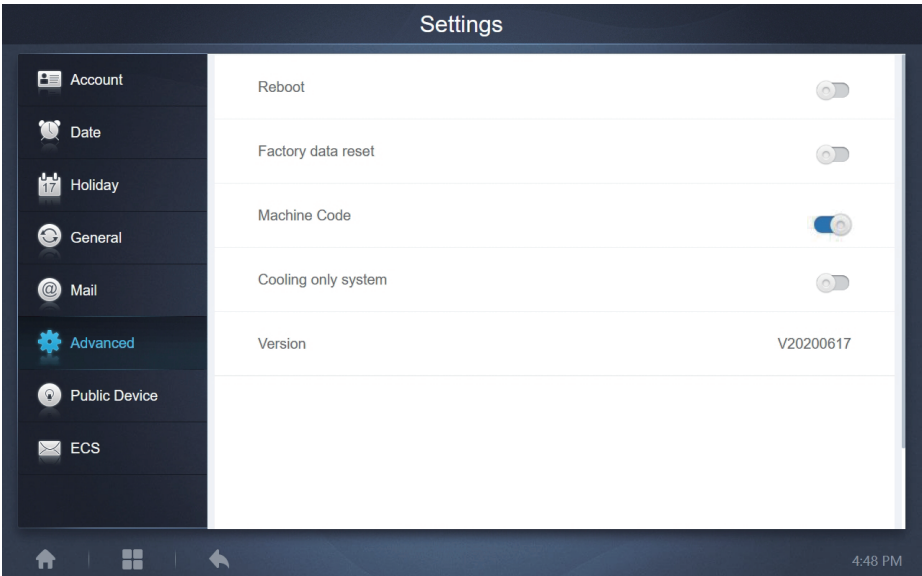 Settings
Account
Date
17
Holiday
General
@
Mail
Advanced
Public Device
ECS
Reboot
Factory data reset
Machine Code
Cooling only system
Version V20200617
4:48 PM